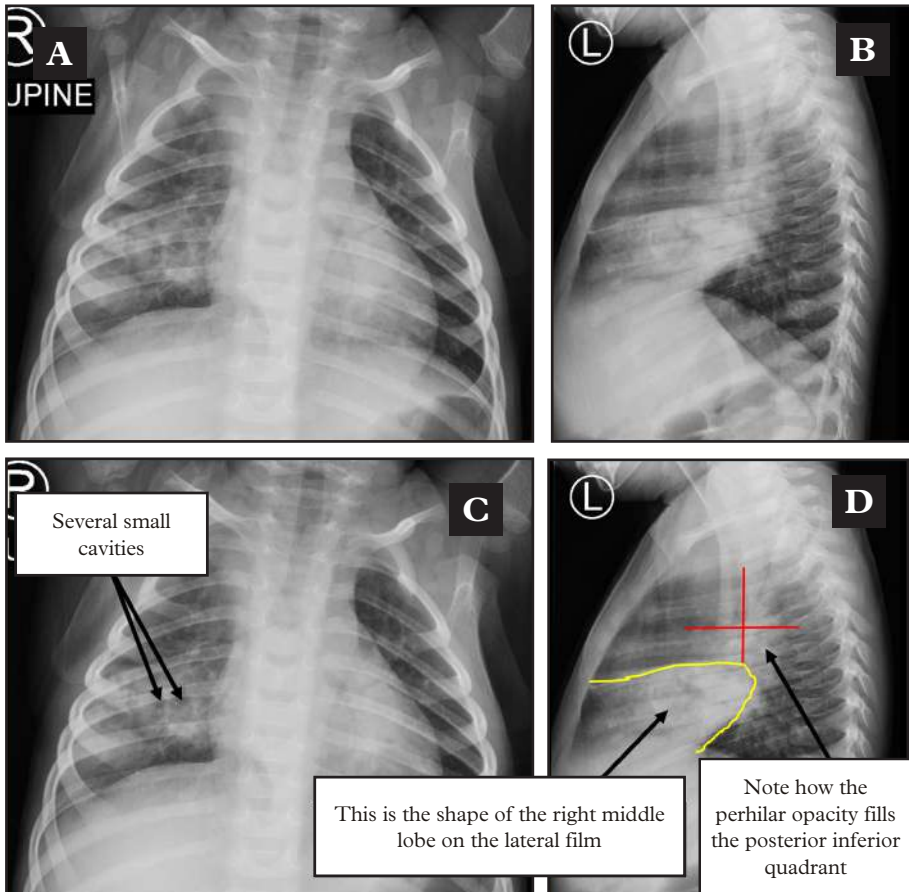 R
A
UPINE
L
B
R
C
Several small
cavities
L
D
This is the shape of the right middle
lobe on the lateral film
Note how the
perhilar opacity fills
the posterior inferior
quadrant